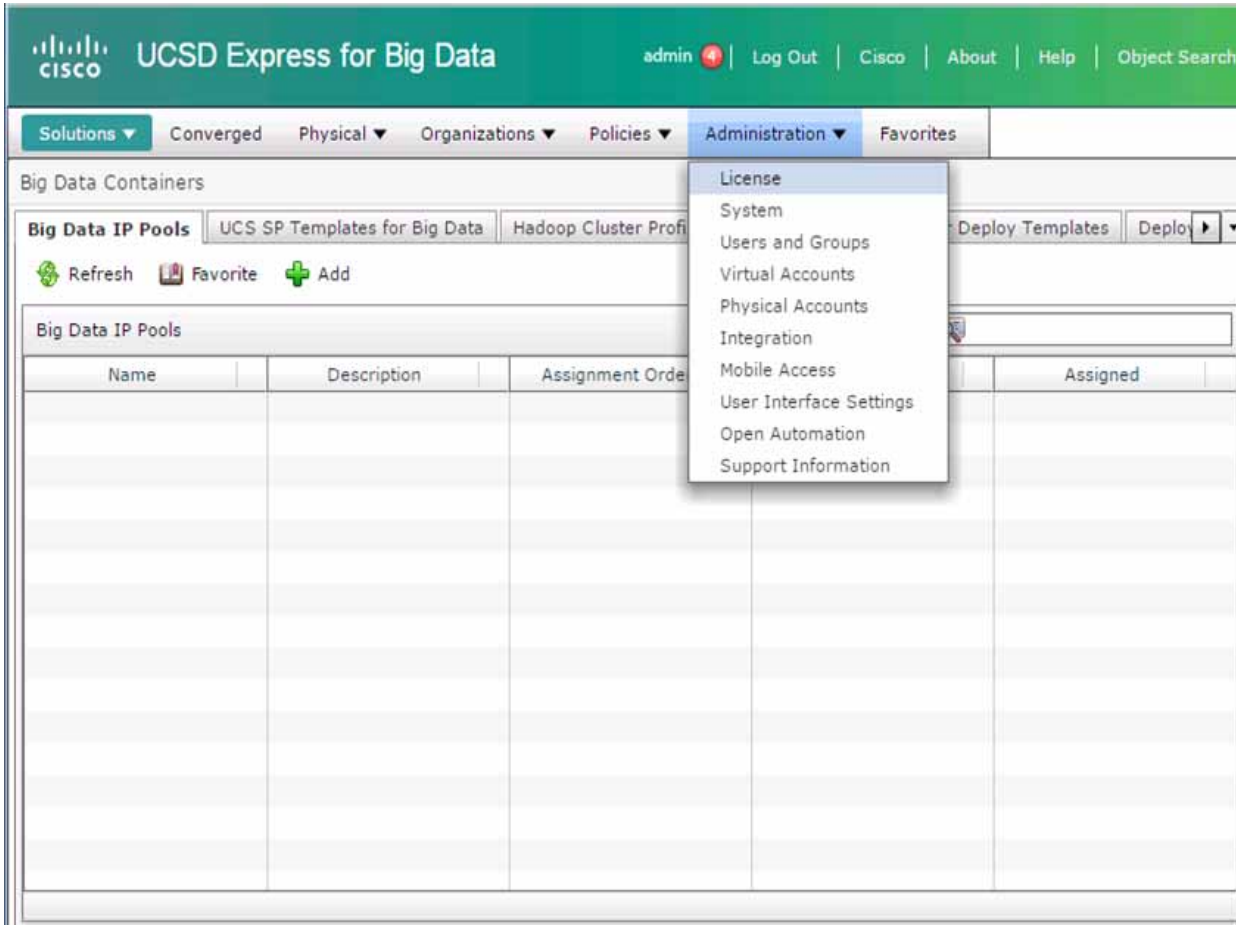 CISCO UCSD Express for Big Data admin 4 | Log Out | Cisco | About | Help | Object Search
Solutions Converged Physical Organizations Policies Administration Favorites
Big Data Containers
Big Data IP Pools UCS SP Templates for Big Data Hadoop Cluster Deploy Templates
License
System
Users and Groups
Virtual Accounts
Physical Accounts
Integration
Mobile Access
User Interface Settings
Open Automation
Support Information
Refresh Favorite Add
Big Data IP Pools
Name Description Assignment Assigned